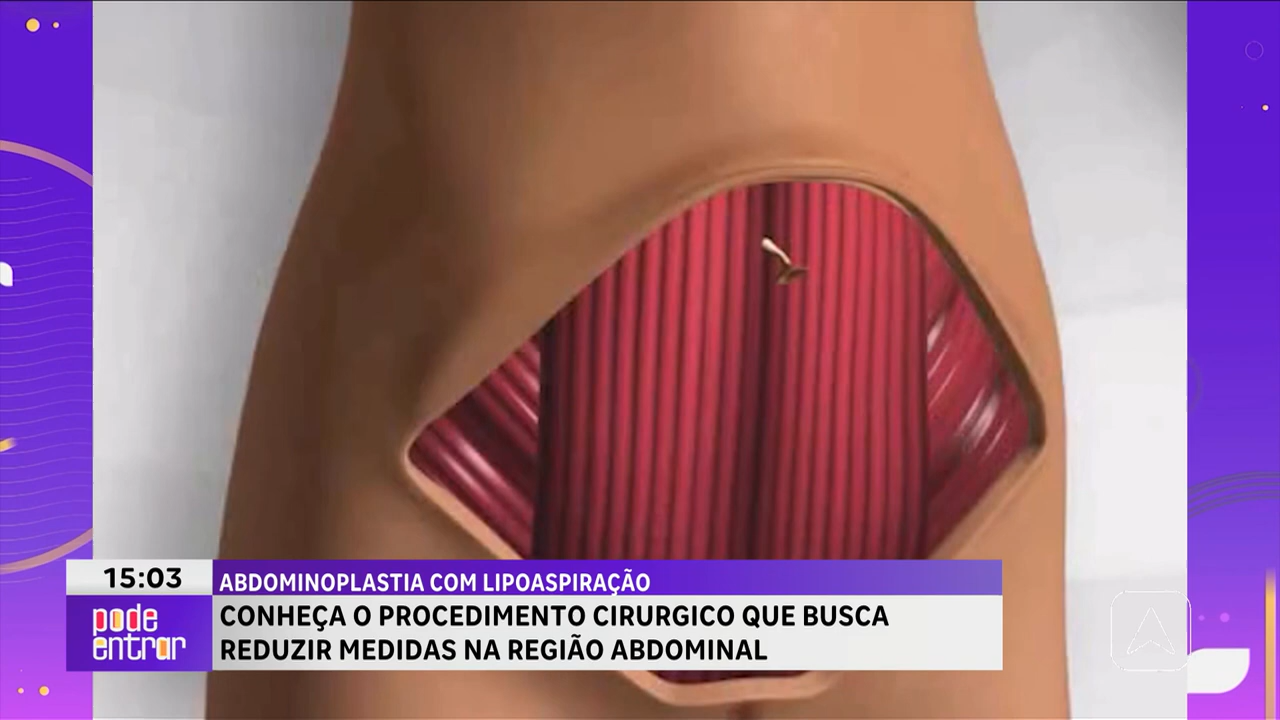 15:03
ABDOMINOPLASTIA COM LIPOASPIRAÇÃO
pode
entrar
CONHEÇA O PROCEDIMENTO CIRURGICO QUE BUSCA
REDUZIR MEDIDAS NA REGIÃO ABDOMINAL